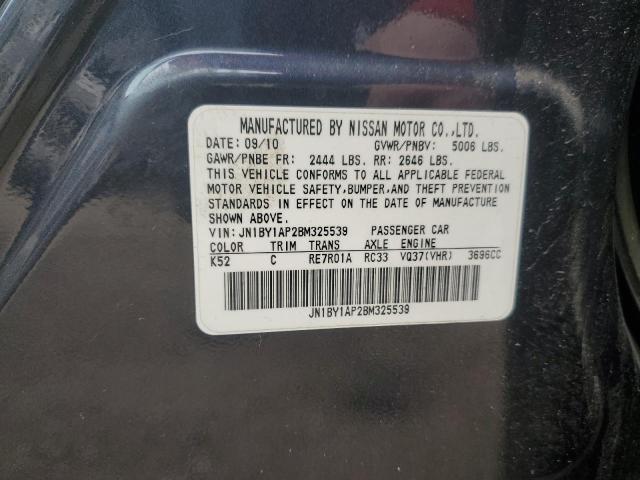 MANUFACTURED BY NISSAN MOTOR CO.,LTD.
DATE: 09/10 GVWR/PNBV: 5006 LBS.
GAWR/PNBE FR: 2444 LBS. RR: 2646 LBS.
THIS VEHICLE CONFORMS TO ALL APPLICABLE FEDERAL
MOTOR VEHICLE SAFETY,BUMPER,AND THEFT PREVENTION
STANDARDS IN EFFECT ON THE DATE OF MANUFACTURE
SHOWN ABOVE.
VIN: JN1BY1AP2BM325539 PASSENGER CAR
COLOR TRIM TRANS AXLE ENGINE
K52 C RE7R01A RC33 VQ37(VHR) 3696CC
JN1BY1AP2BM325539